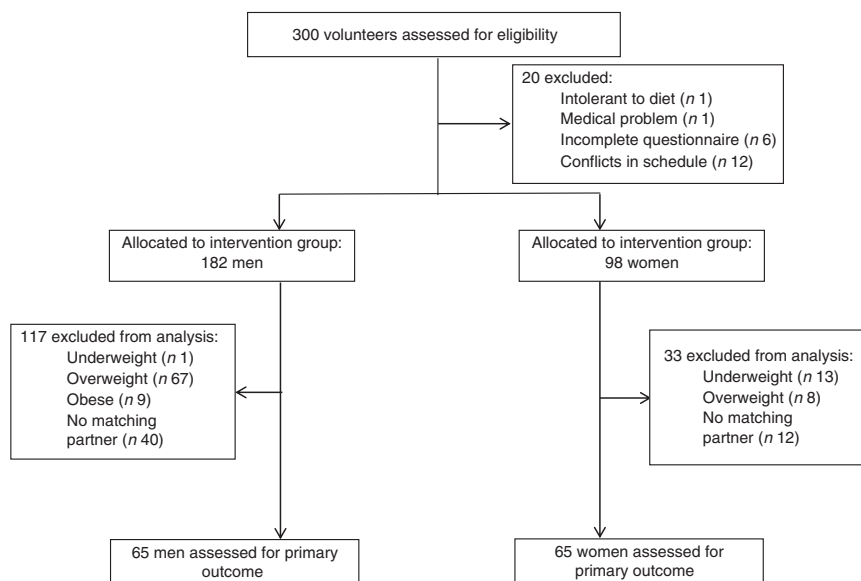 300 volunteers assessed for eligibility
20 excluded:
Intolerant to diet (n 1)
Medical problem (n 1)
Incomplete questionnaire (n 6)
Conflicts in schedule (n 12)
Allocated to intervention group:
182 men
Allocated to intervention group:
98 women
117 excluded from analysis:
Underweight (n 1)
Overweight (n 67)
Obese (n 9)
No matching
partner (n 40)
33 excluded from analysis:
Underweight (n 13)
Overweight (n 8)
No matching
partner (n 12)
65 men assessed for primary
outcome
65 women assessed for
primary outcome